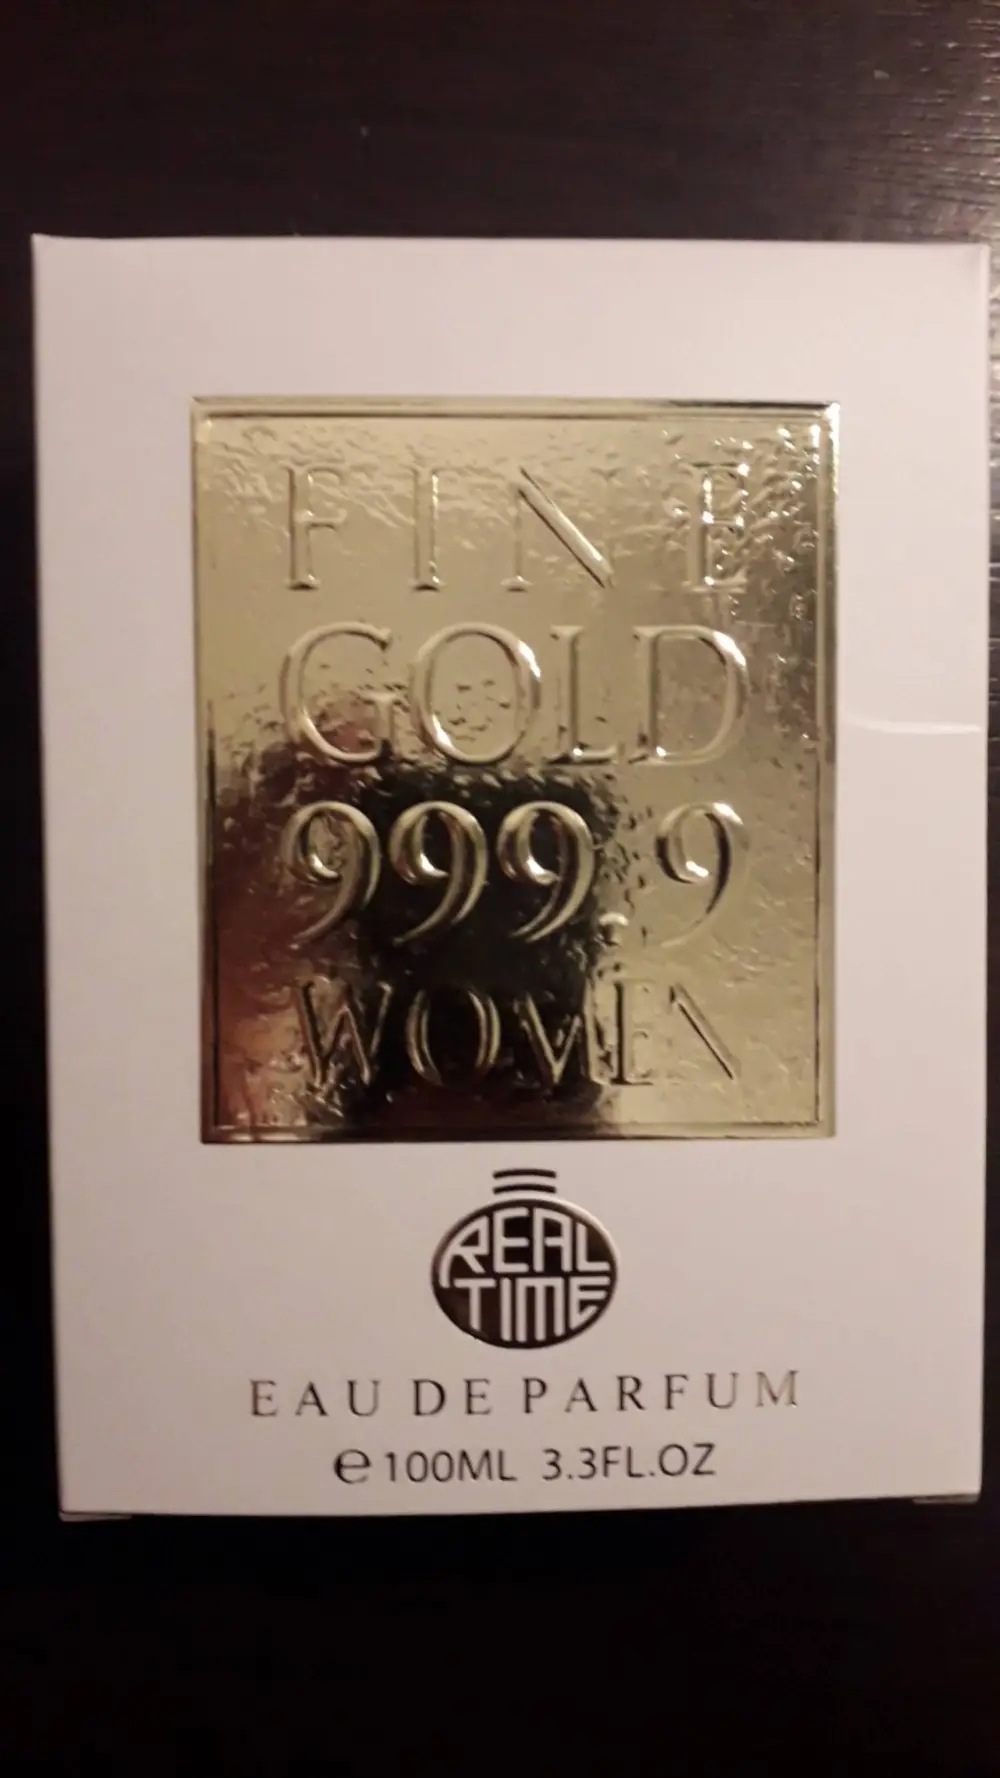 FINE
GOLD
999.9
WOMEN
REAL
TIME
EAU DE PARFUM
℮100ML 3.3FL.OZ